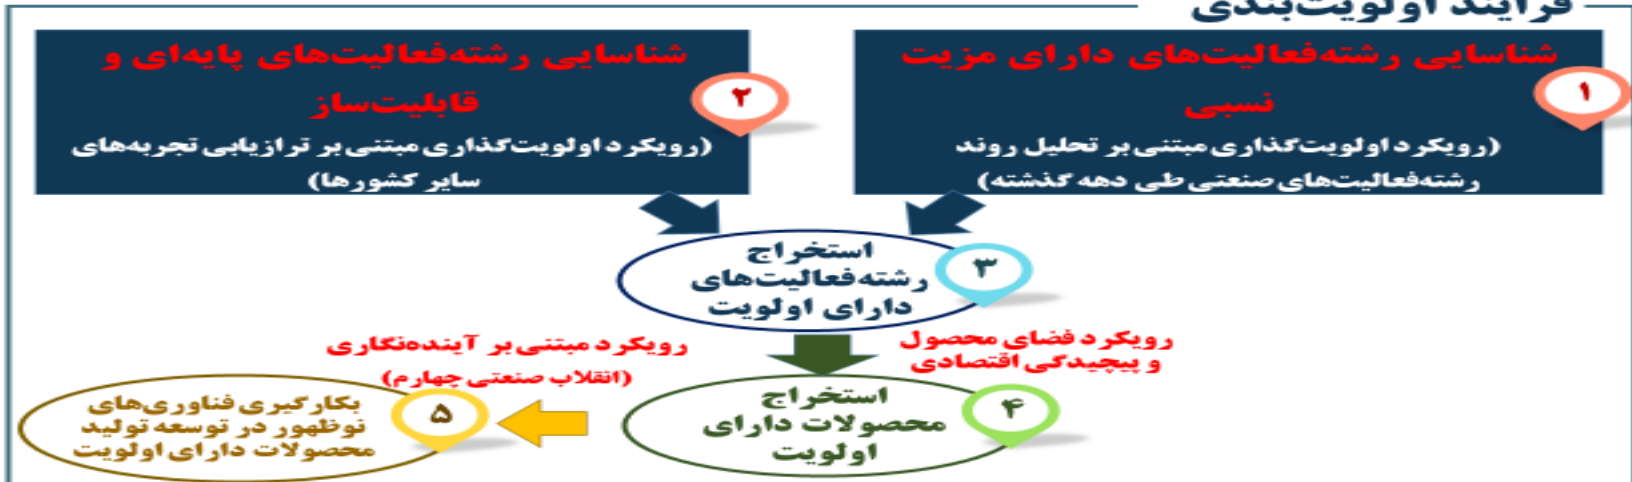 فرآیند اولویت‌بندی
شناسایی رشته‌فعالیت‌های دارای مزیت
نسبی
۱
(رویکرد اولویت‌گذاری مبتنی بر تحلیل روند
رشته‌فعالیت‌های صنعتی طی دهه گذشته)
شناسایی رشته‌فعالیت‌های پایه‌ای و
قابلیت‌ساز
۲
(رویکرد اولویت‌گذاری مبتنی بر ترازیابی تجربه‌های
سایر کشورها)
استخراج
رشته‌فعالیت‌های
دارای اولویت
۳
رویکرد فضای محصول
و پیچیدگی اقتصادی
استخراج
محصولات دارای
اولویت
۴
رویکرد مبتنی بر آینده‌نگاری
(انقلاب صنعتی چهارم)
بکارگیری فناوری‌های
نوظهور در توسعه تولید
محصولات دارای اولویت
۵